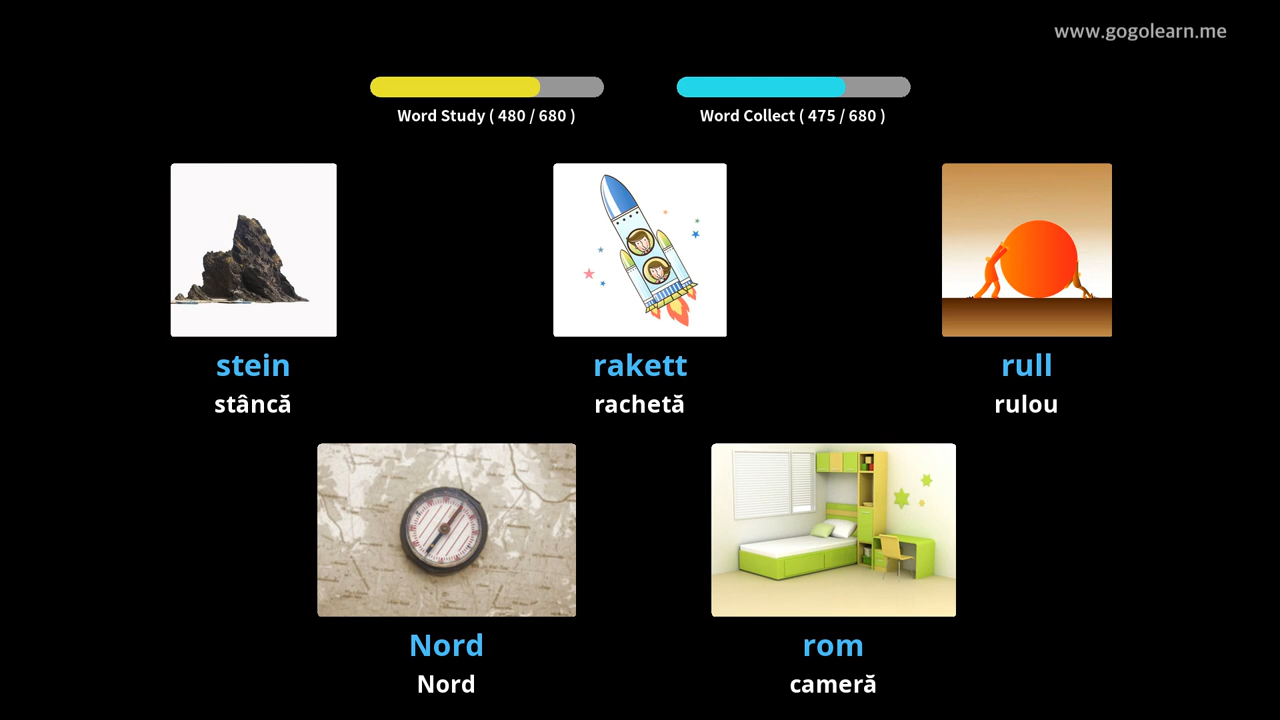 www.gogolearn.me
Word Study ( 480 / 680 )
Word Collect ( 475 / 680 )
stein
stâncă
rakett
rachetă
rull
rulou
Nord
Nord
rom
cameră